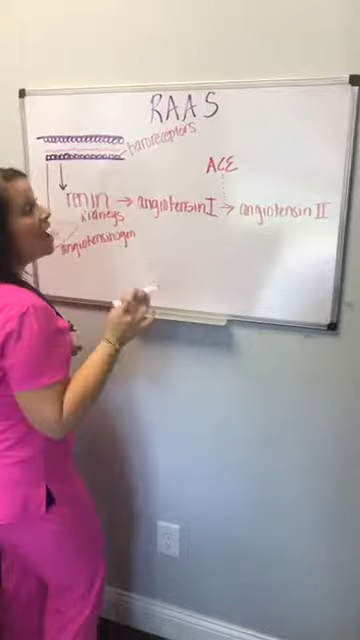 RAAS
baroreceptors
ACE
renin → angiotensin I → angiotensin II
kidneys
angiotensinogen